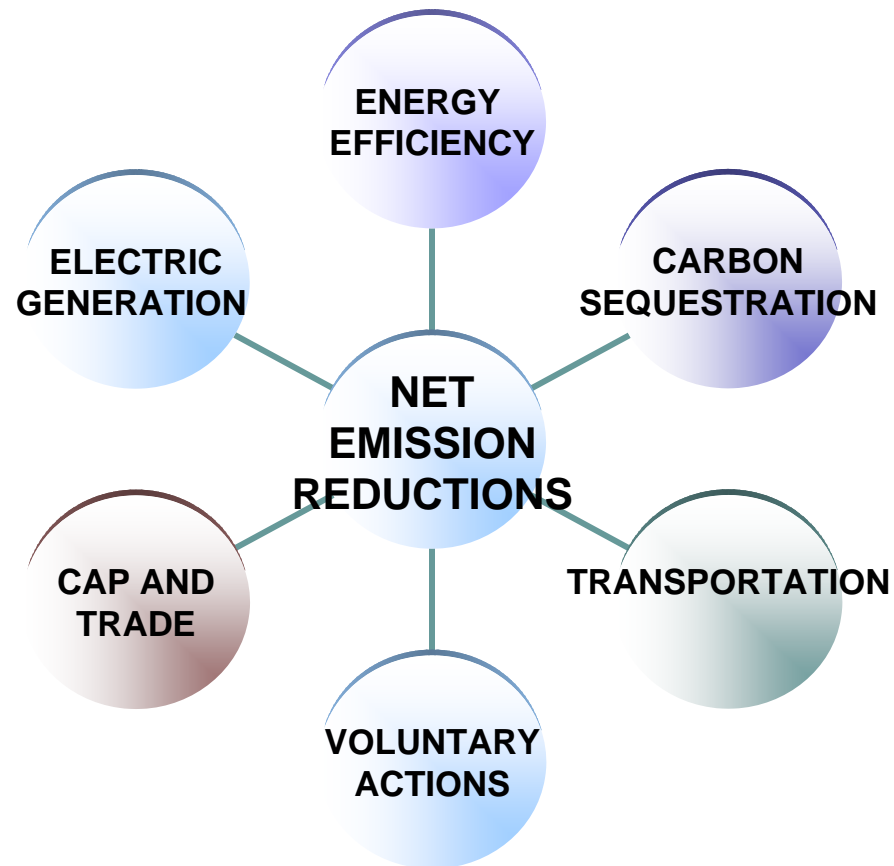 ENERGY
EFFICIENCY
ELECTRIC
GENERATION
CARBON
SEQUESTRATION
NET
EMISSION
REDUCTIONS
CAP AND
TRADE
TRANSPORTATION
VOLUNTARY
ACTIONS